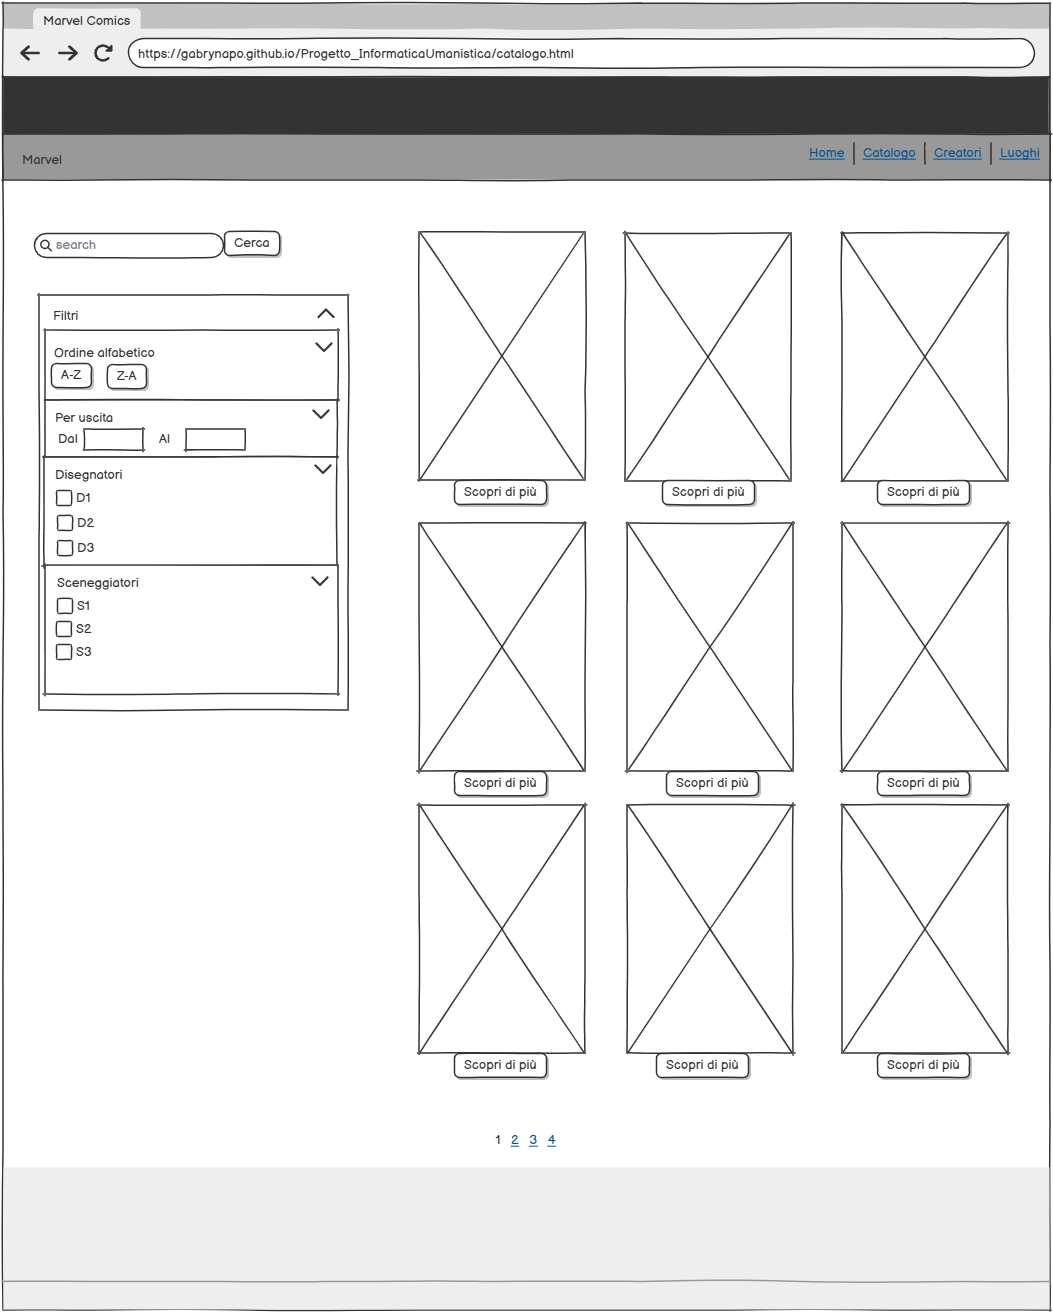 Marvel Comics
https://gabrynapo.github.io/Progetto_InformaticaUmanistica/catalogo.html
Marvel
Home Catalogo Creatori Luoghi
search Cerca
Filtri
Ordine alfabetico
A-Z Z-A
Per uscita
Dal Al
Disegnatori
D1
D2
D3
Sceneggiatori
S1
S2
S3
Scopri di più Scopri di più Scopri di più
Scopri di più Scopri di più Scopri di più
Scopri di più Scopri di più Scopri di più
1 2 3 4